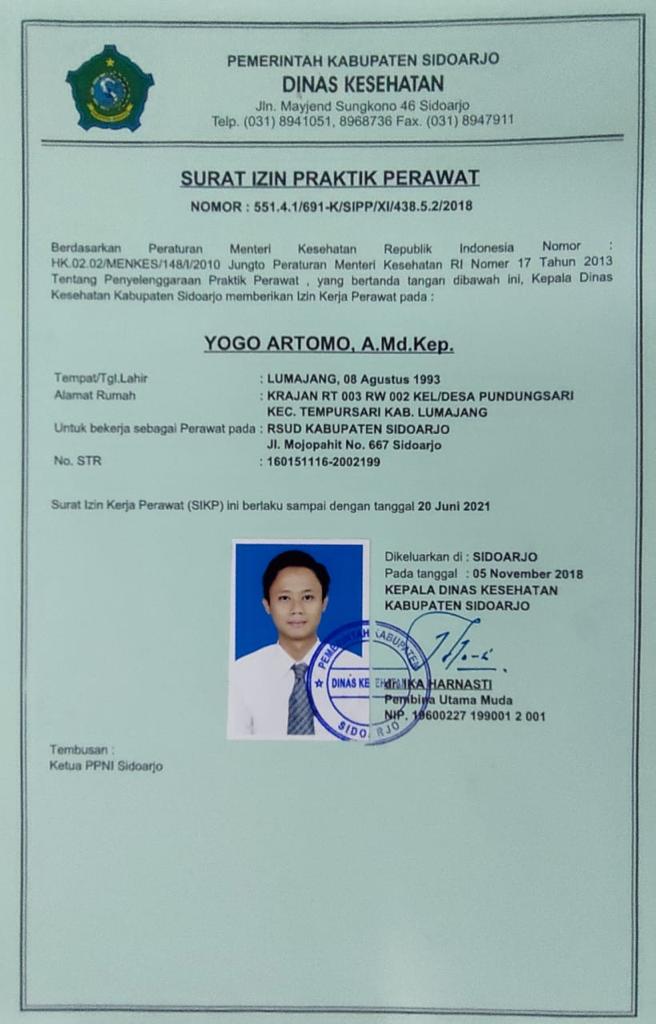 PEMERINTAH KABUPATEN SIDOARJO
DINAS KESEHATAN
Jln. Mayjend Sungkono 46 Sidoarjo
Telp. (031) 8941051, 8968736 Fax. (031) 8947911
SURAT IZIN PRAKTIK PERAWAT
NOMOR : 551.4.1/691-K/SIPP/XI/438.5.2/2018
Berdasarkan Peraturan Menteri Kesehatan Republik Indonesia Nomor :
HK.02.02/MENKES/148/I/2010 Jungto Peraturan Menteri Kesehatan RI Nomer 17 Tahun 2013
Tentang Penyelenggaraan Praktik Perawat , yang bertanda tangan dibawah ini, Kepala Dinas
Kesehatan Kabupaten Sidoarjo memberikan Izin Kerja Perawat pada :
YOGO ARTOMO, A.Md.Kep.
Tempat/Tgl.Lahir : LUMAJANG, 08 Agustus 1993
Alamat Rumah : KRAJAN RT 003 RW 002 KEL/DESA PUNDUNGSARI
KEC. TEMPURSARI KAB. LUMAJANG
Untuk bekerja sebagai Perawat pada : RSUD KABUPATEN SIDOARJO
Jl. Mojopahit No. 667 Sidoarjo
No. STR : 160151116-2002199
Surat Izin Kerja Perawat (SIKP) ini berlaku sampai dengan tanggal 20 Juni 2021
Dikeluarkan di : SIDOARJO
Pada tanggal : 05 November 2018
KEPALA DINAS KESEHATAN
KABUPATEN SIDOARJO
PEMERINTAH KABUPATEN
DINAS KESEHATAN
SIDOARJO
dr. IKA HARNASTI
Pembina Utama Muda
NIP. 19600227 199001 2 001
Tembusan :
Ketua PPNI Sidoarjo